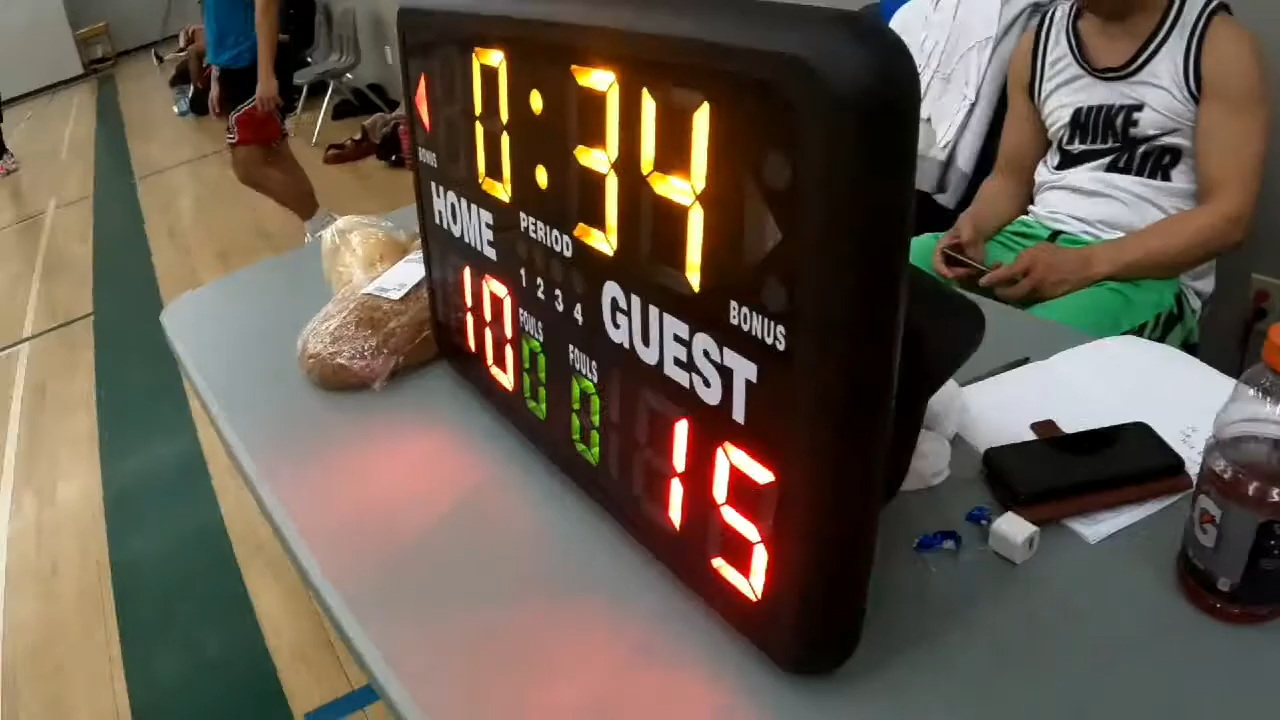 0:34
BONUS
HOME
PERIOD
1 2 3 4
GUEST
BONUS
10
FOULS
0
FOULS
0
15
NIKE
AIR
G